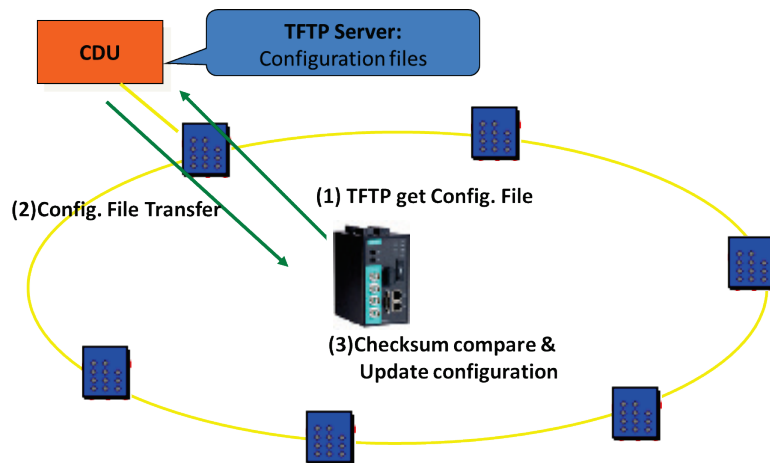 CDU
TFTP Server:
Configuration files
(1) TFTP get Config. File
(2)Config. File Transfer
(3)Checksum compare &
Update configuration